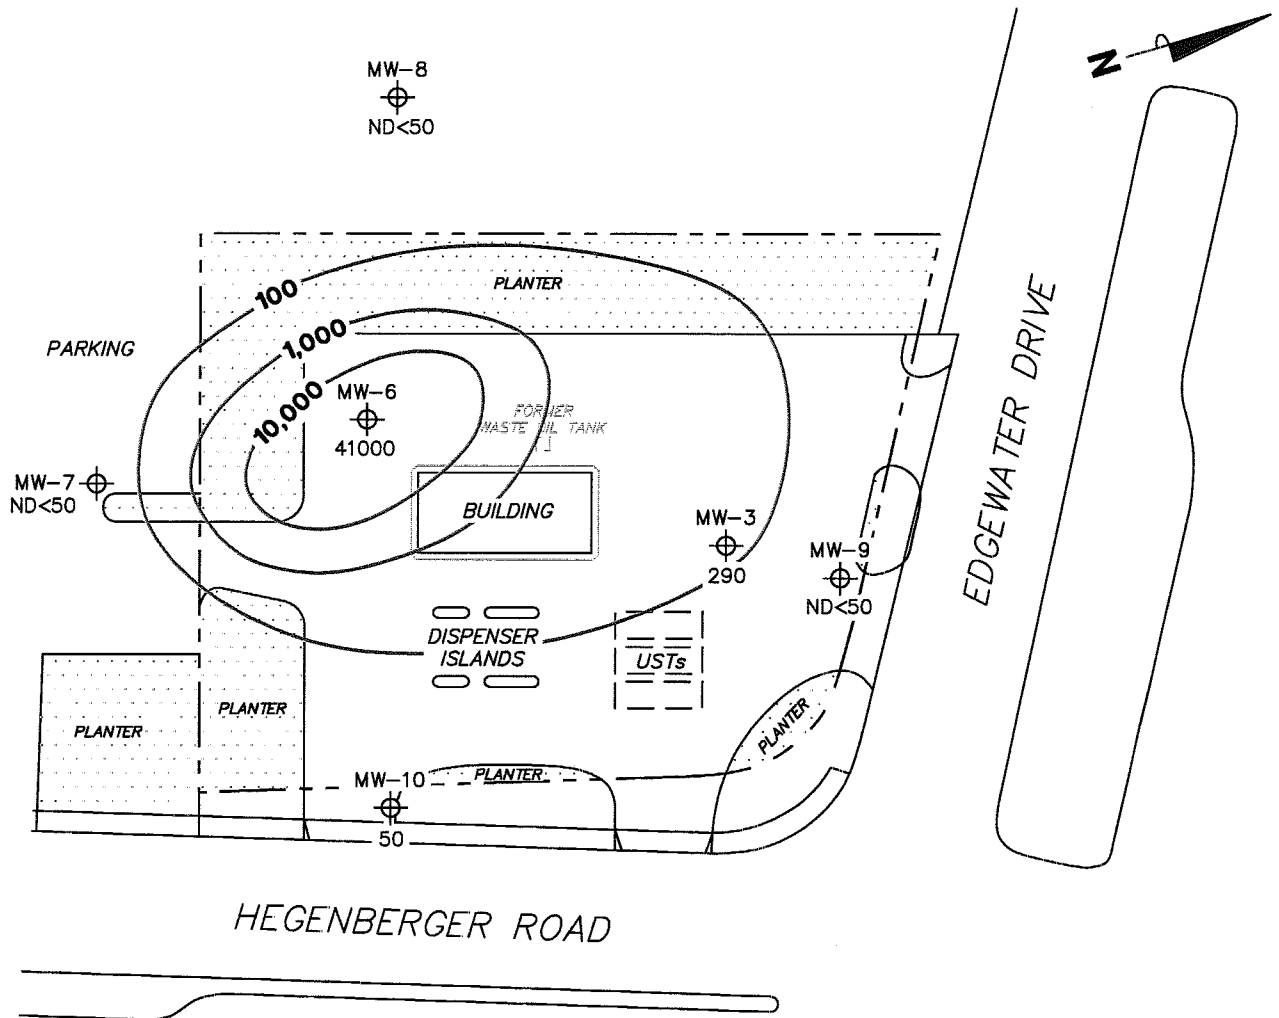 MW-8
ND<50
N
PLANTER
100
1,000
10,000
PARKING
MW-6
41000
FORMER
WASTE OIL TANK
MW-7
ND<50
BUILDING
MW-3
290
MW-9
ND<50
EDGEWATER DRIVE
DISPENSER
ISLANDS
USTs
PLANTER
PLANTER
PLANTER
MW-10
50
PLANTER
HEGENBERGER ROAD